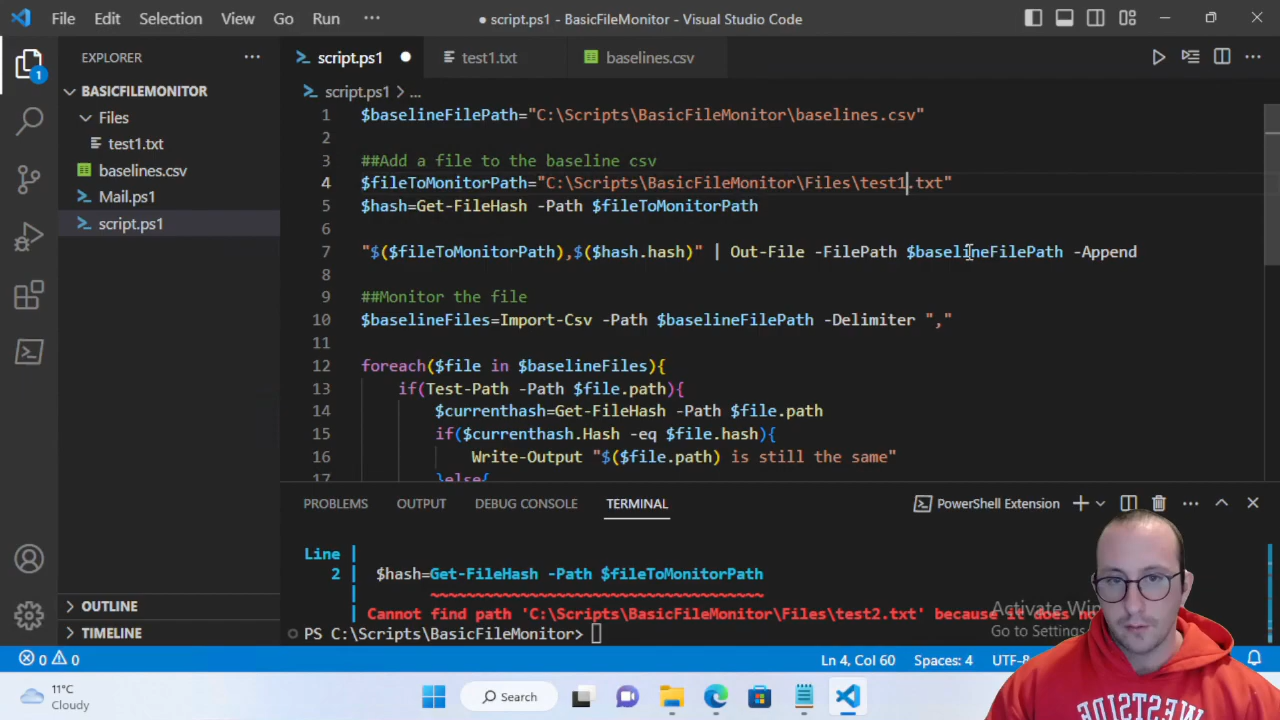 File Edit Selection View Go Run ··· ● script.ps1 - BasicFileMonitor - Visual Studio Code
EXPLORER ···
1
BASICFILEMONITOR
Files
test1.txt
baselines.csv
Mail.ps1
script.ps1
OUTLINE
TIMELINE
script.ps1 ● test1.txt baselines.csv
script.ps1 > ...
1 $baselineFilePath="C:\Scripts\BasicFileMonitor\baselines.csv"
2
3 ##Add a file to the baseline csv
4 $fileToMonitorPath="C:\Scripts\BasicFileMonitor\Files\test1.txt"
5 $hash=Get-FileHash -Path $fileToMonitorPath
6
7 "$($fileToMonitorPath),$($hash.hash)" | Out-File -FilePath $baselineFilePath -Append
8
9 ##Monitor the file
10 $baselineFiles=Import-Csv -Path $baselineFilePath -Delimiter ","
11
12 foreach($file in $baselineFiles){
13 if(Test-Path -Path $file.path){
14 $currenthash=Get-FileHash -Path $file.path
15 if($currenthash.Hash -eq $file.hash){
16 Write-Output "$($file.path) is still the same"
17 }else{
PROBLEMS OUTPUT DEBUG CONSOLE TERMINAL PowerShell Extension
Line |
2 | $hash=Get-FileHash -Path $fileToMonitorPath
| ~~~~~~~~~~~~~~~~~~~~~~~~~~~~~~~~~~~~~
| Cannot find path 'C:\Scripts\BasicFileMonitor\Files\test2.txt' because it does
PS C:\Scripts\BasicFileMonitor>
Activate
Go to Settings
0 0 Ln 4, Col 60 Spaces: 4
11°C
Cloudy
Search
WESTSIDE